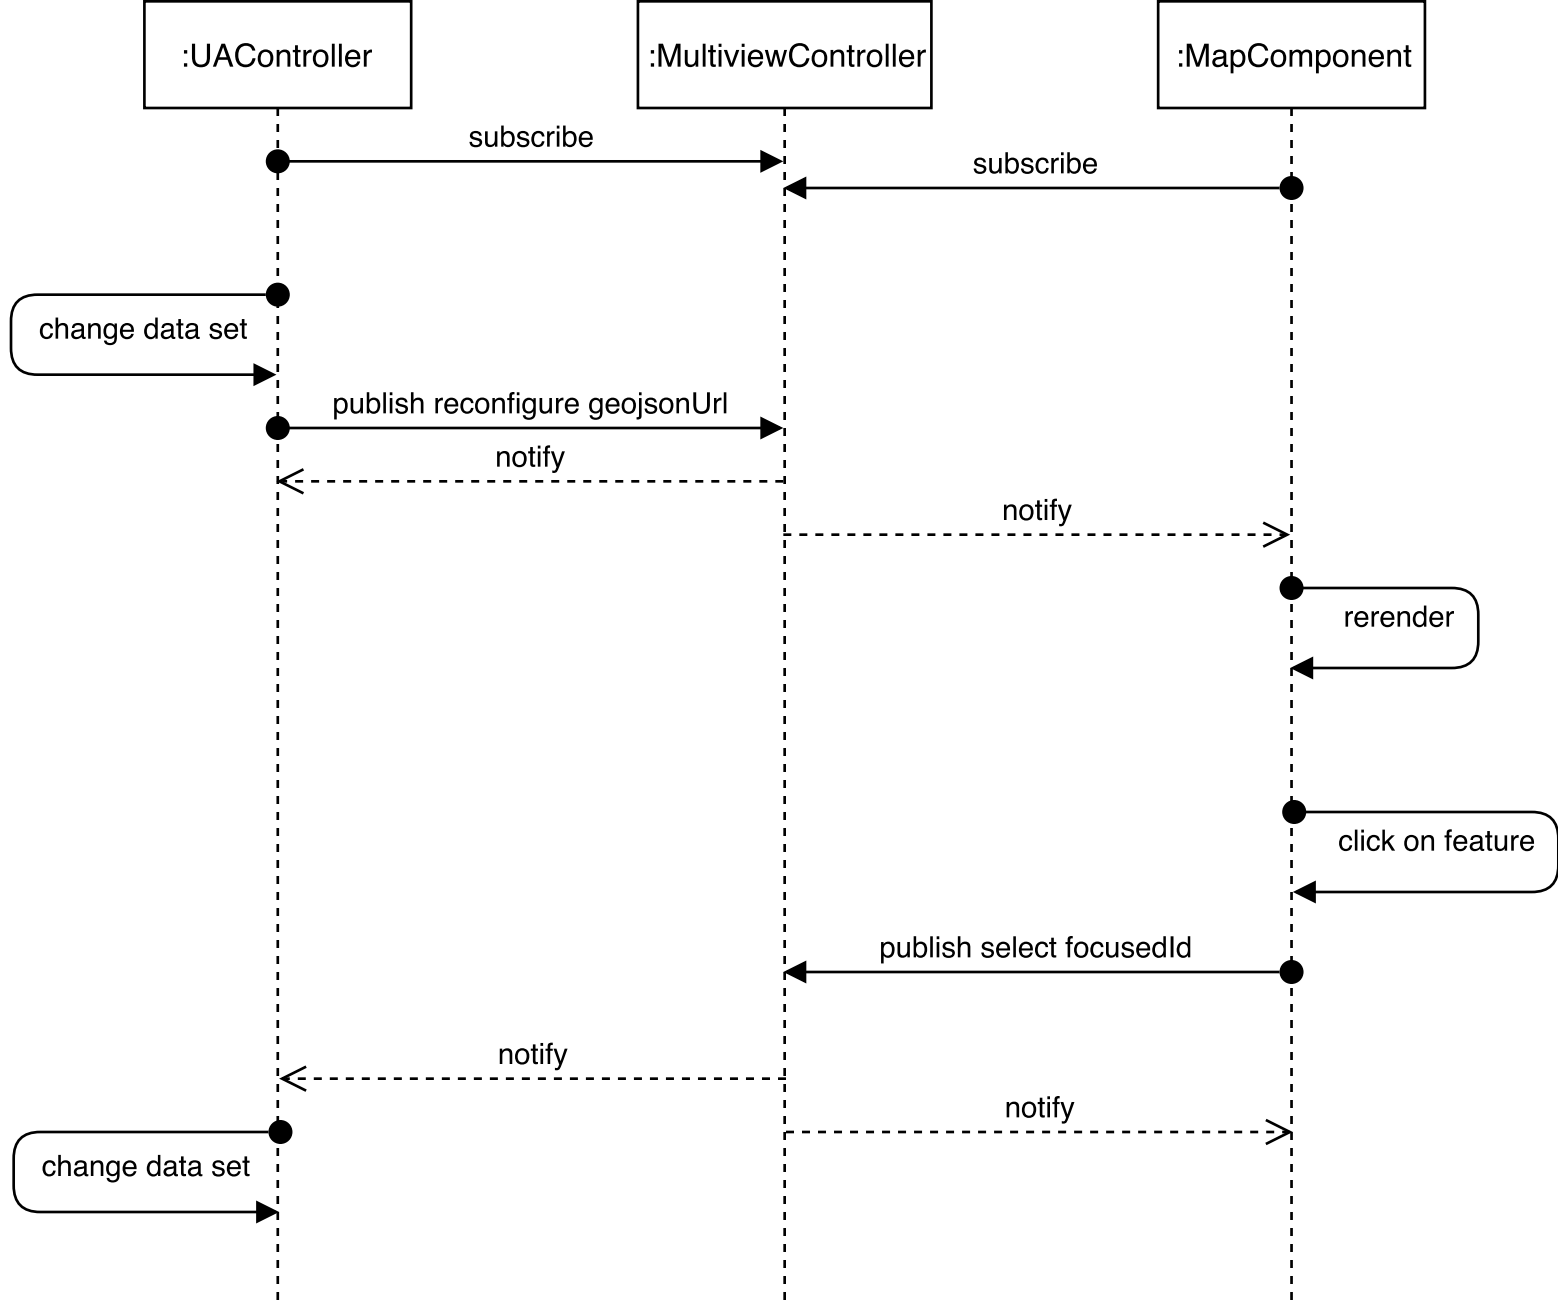 :UAController
:MultiviewController
:MapComponent
subscribe
subscribe
change data set
publish reconfigure geojsonUrl
notify
notify
rerender
click on feature
publish select focusedId
notify
notify
change data set